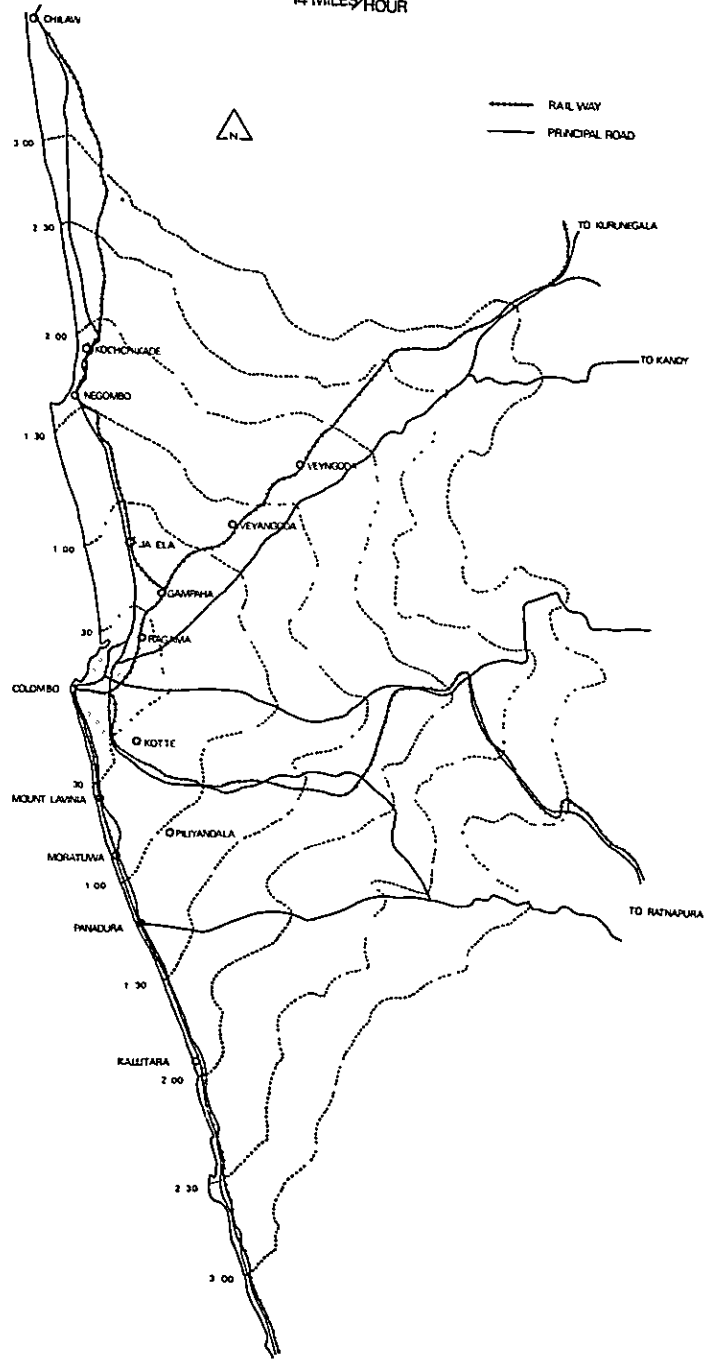 14 MILES/HOUR
CHILAW
RAIL WAY
N
PRINCIPAL ROAD
3 00
2 30
TO KURUNEGALA
2 00
KOCHCHIKADE
TO KANDY
NEGOMBO
1 30
VEYNGODA
VEYANGODA
1 00
JA ELA
GAMPAHA
30
RAGAMA
COLOMBO
KOTTE
30
MOUNT LAVINIA
PILIYANDALA
MORATUWA
1 00
TO RATNAPURA
PANADURA
1 30
KALUTARA
2 00
2 30
3 00